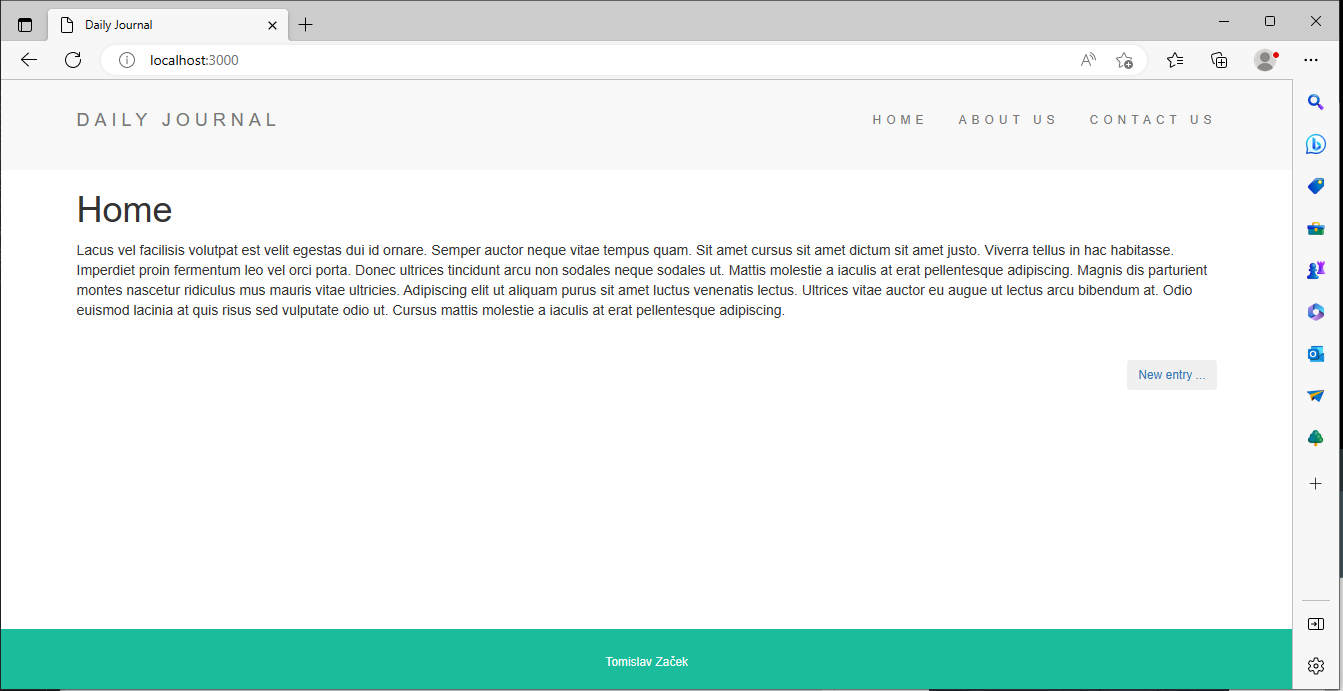 Daily Journal
localhost:3000
DAILY JOURNAL
HOME ABOUT US CONTACT US
Home
Lacus vel facilisis volutpat est velit egestas dui id ornare. Semper auctor neque vitae tempus quam. Sit amet cursus sit amet dictum sit amet justo. Viverra tellus in hac habitasse.
Imperdiet proin fermentum leo vel orci porta. Donec ultrices tincidunt arcu non sodales neque sodales ut. Mattis molestie a iaculis at erat pellentesque adipiscing. Magnis dis parturient
montes nascetur ridiculus mus mauris vitae ultricies. Adipiscing elit ut aliquam purus sit amet luctus venenatis lectus. Ultrices vitae auctor eu augue ut lectus arcu bibendum at. Odio
euismod lacinia at quis risus sed vulputate odio ut. Cursus mattis molestie a iaculis at erat pellentesque adipiscing.
New entry ...
Tomislav Začek